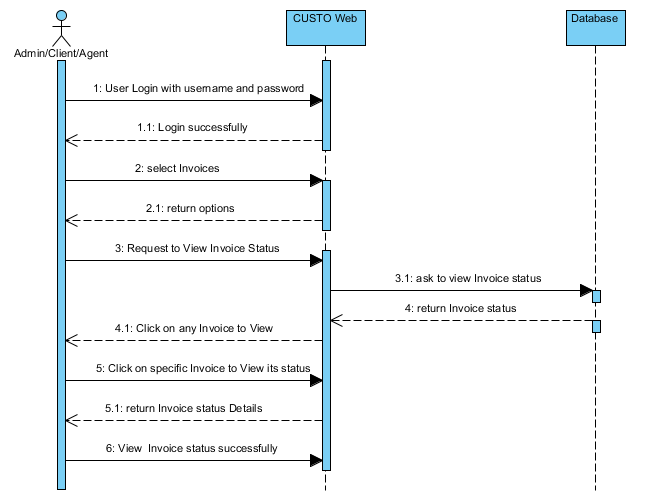 CUSTO Web
Database
Admin/Client/Agent
1: User Login with username and password
1.1: Login successfully
2: select Invoices
2.1: return options
3: Request to View Invoice Status
3.1: ask to view Invoice status
4: return Invoice status
4.1: Click on any Invoice to View
5: Click on specific Invoice to View its status
5.1: return Invoice status Details
6: View  Invoice status successfully